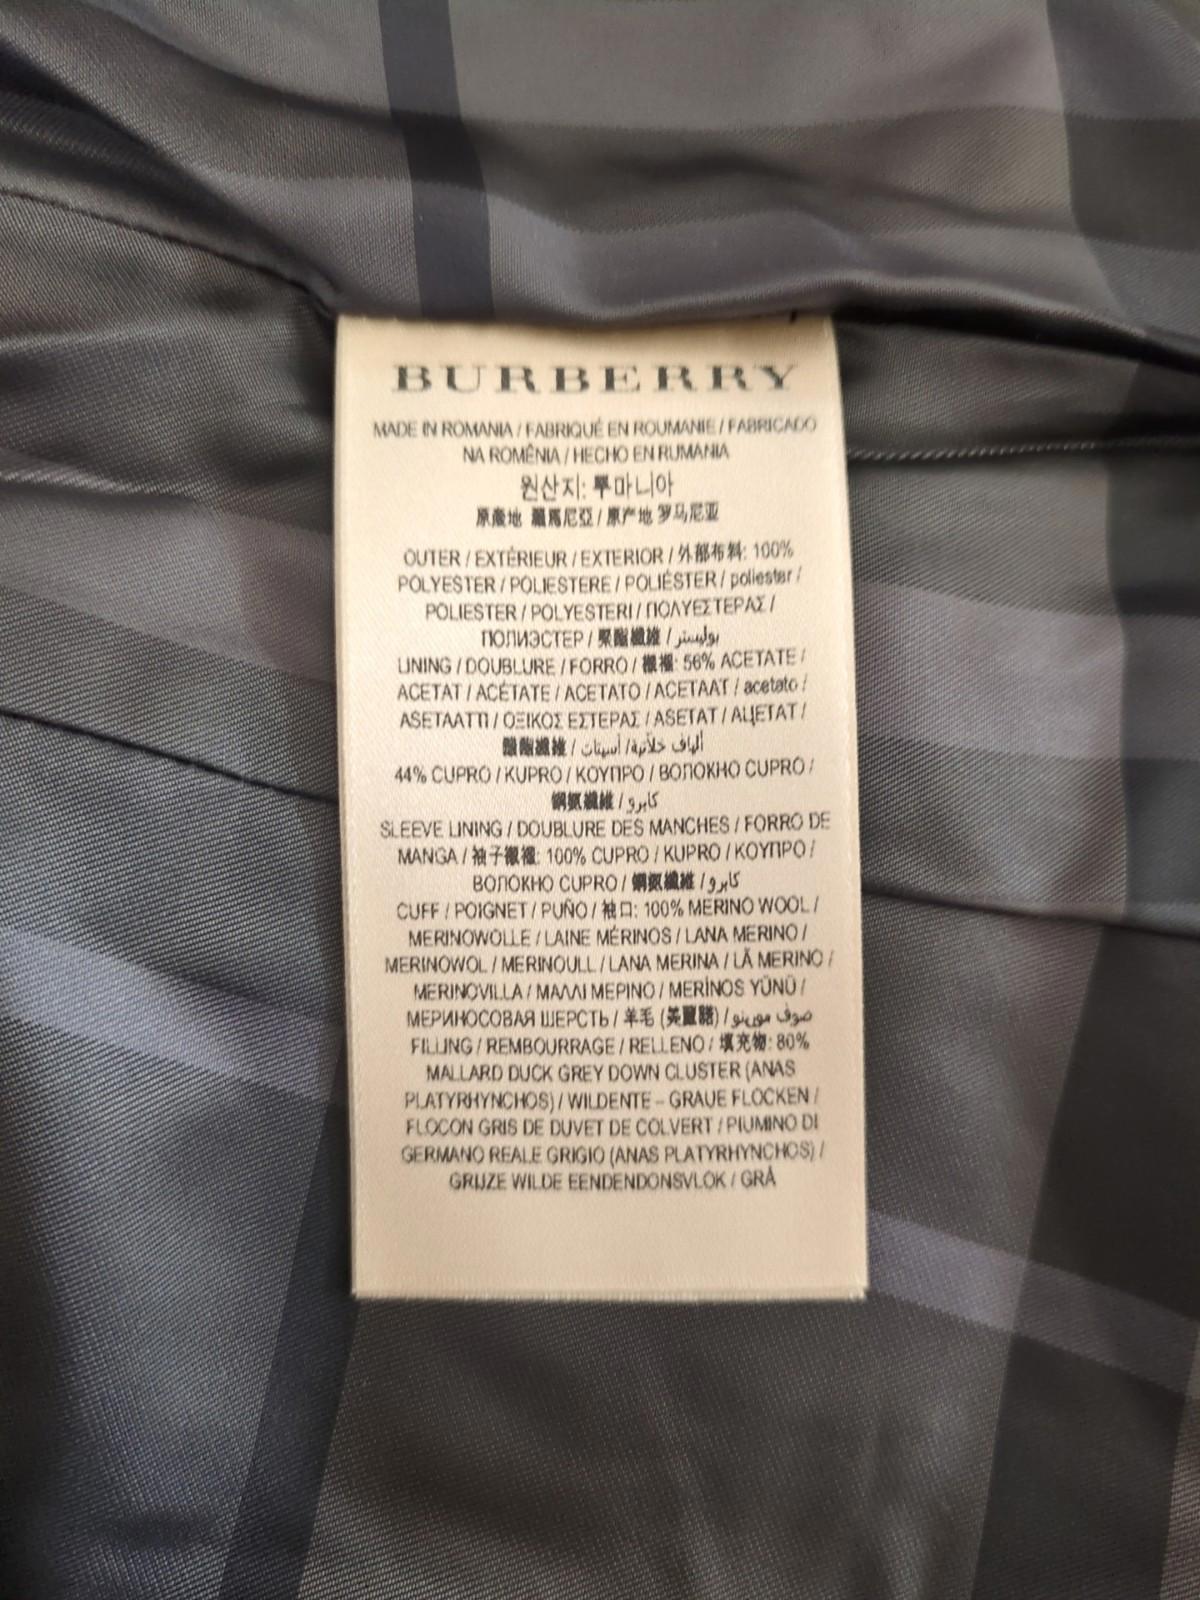 BURBERRY
MADE IN ROMANIA / FABRIQUÉ EN ROUMANIE / FABRICADO
NA ROMÊNIA / HECHO EN RUMANIA
원산지: 루마니아
原產地 羅馬尼亞 / 原产地 罗马尼亚
OUTER / EXTÉRIEUR / EXTERIOR / 外部布料: 100%
POLYESTER / POLIESTERE / POLIÉSTER / poliester /
POLIESTER / POLYESTERI / ΠΟΛΥΕΣΤΕΡΑΣ /
ПОЛИЭСТЕР / 聚酯纖維 / بوليستر
LINING / DOUBLURE / FORRO / 襯裡: 56% ACETATE /
ACETAT / ACÉTATE / ACETATO / ACETAAT / acetato /
ASETAATTI / ΟΞΙΚΟΣ ΕΣΤΕΡΑΣ / ASETAT / АЦЕТАТ /
醋酯纖維 / ألياف خلاتية/ أسيتات
44% CUPRO / KUPRO / ΚΟΥΠΡΟ / ВОЛОКНО CUPRO /
銅氨纖維 / كابرو
SLEEVE LINING / DOUBLURE DES MANCHES / FORRO DE
MANGA / 袖子襯裡: 100% CUPRO / KUPRO / ΚΟΥΠΡΟ /
ВОЛОКНО CUPRO / 銅氨纖維 / كابرو
CUFF / POIGNET / PUÑO / 袖口: 100% MERINO WOOL /
MERINOWOLLE / LAINE MÉRINOS / LANA MERINO /
MERINOWOL / MERINOULL / LANA MERINA / LÃ MERINO /
MERINOVILLA / ΜΑΛΛΙ ΜΕΡΙΝΟ / MERİNOS YÜNÜ /
МЕРИНОСОВАЯ ШЕРСТЬ / 羊毛 (美麗諾) / صوف مورينو
FILLING / REMBOURRAGE / RELLENO / 填充物: 80%
MALLARD DUCK GREY DOWN CLUSTER (ANAS
PLATYRHYNCHOS) / WILDENTE – GRAUE FLOCKEN /
FLOCON GRIS DE DUVET DE COLVERT / PIUMINO DI
GERMANO REALE GRIGIO (ANAS PLATYRHYNCHOS) /
GRIJZE WILDE EENDENDONSVLOK / GRÅ